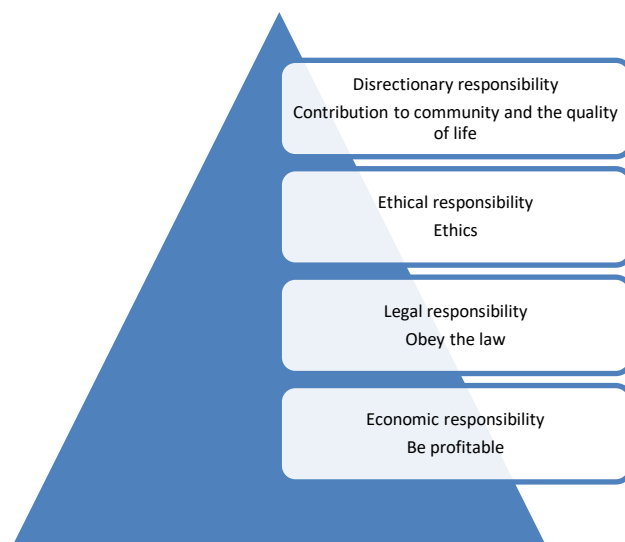 Disrectionary responsibility
Contribution to community and the quality
of life
Ethical responsibility
Ethics
Legal responsibility
Obey the law
Economic responsibility
Be profitable